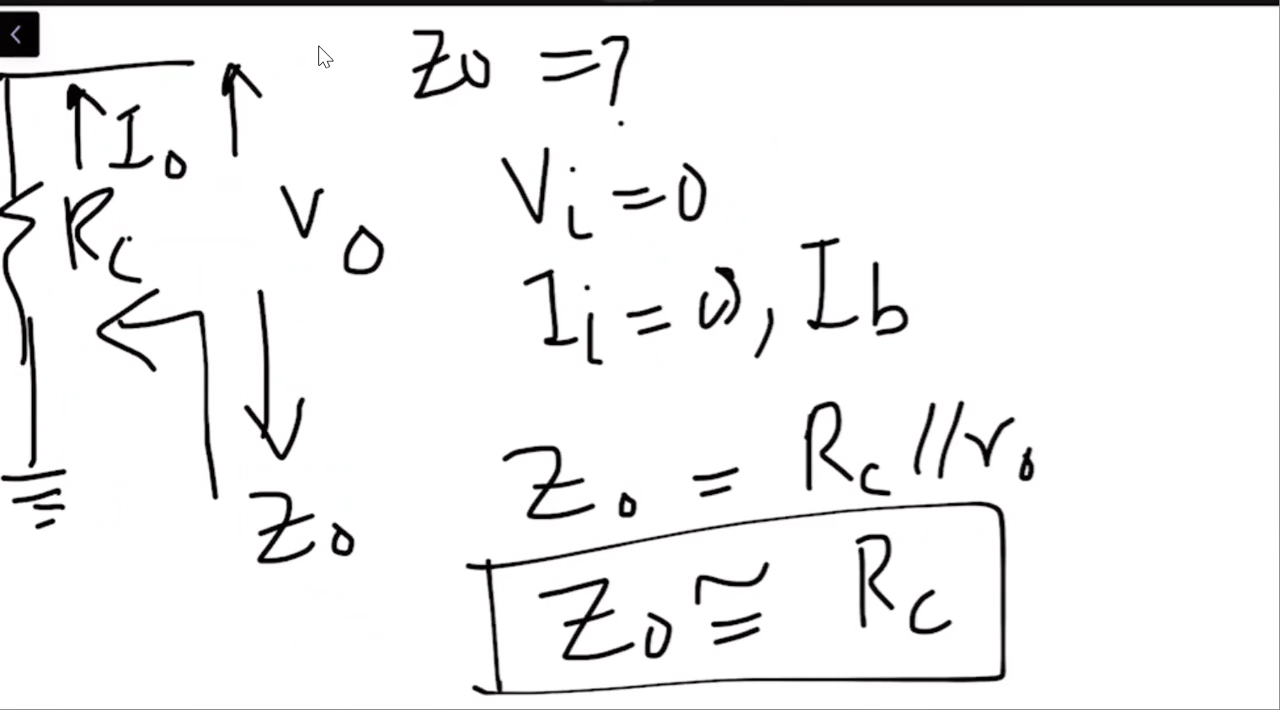 Zo = ?
Io
Vo
Rc
Vi = 0
Ii = 0, Ib
Zo = Rc // ro
Zo
Zo ≅ Rc